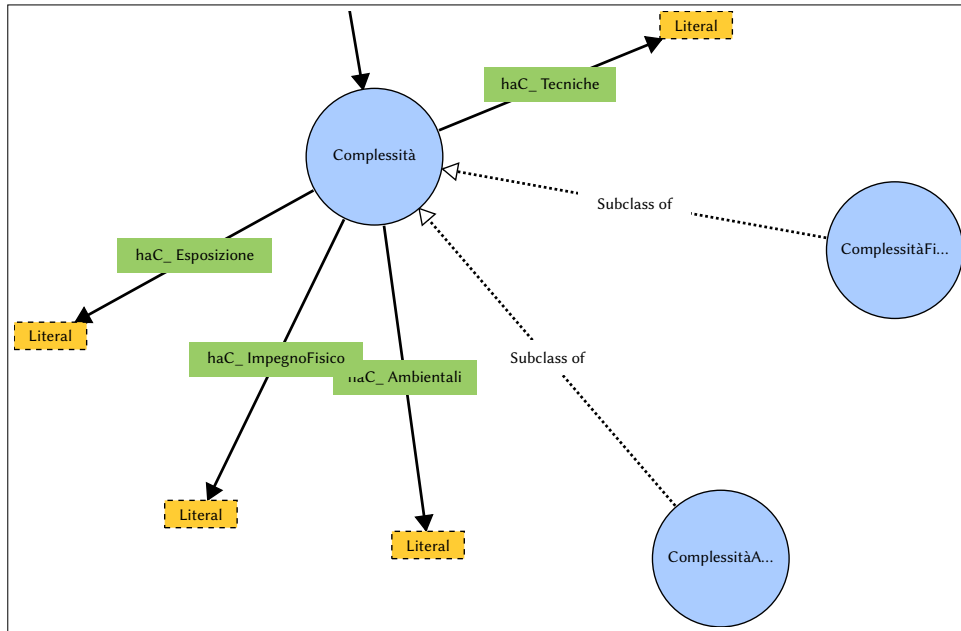 Literal
haC_ Tecniche
Complessità
Subclass of
ComplessitàFi...
haC_ Esposizione
Literal
haC_ ImpegnoFisico
haC_ Ambientali
Subclass of
Literal
Literal
ComplessitàA...